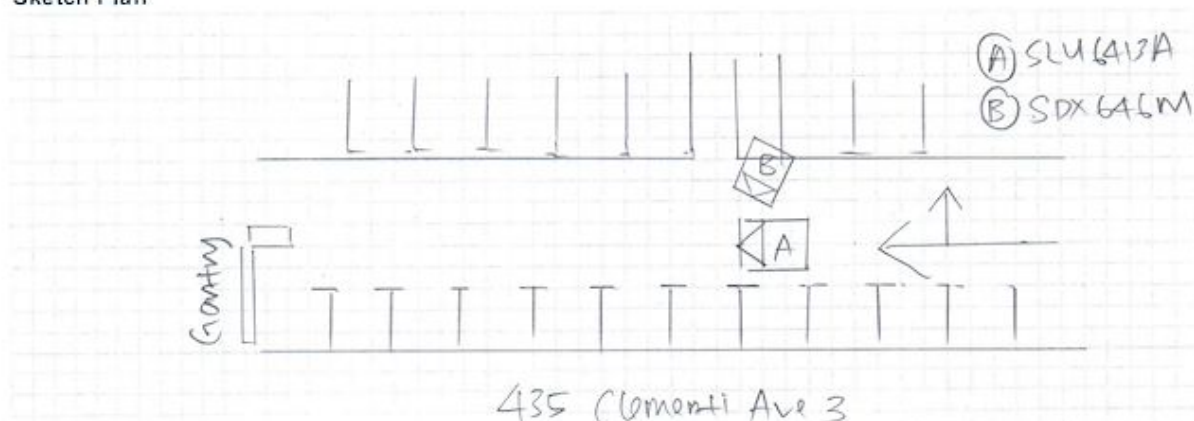 Sketch Plan
(A) SLU6413A
(B) SDX646M
B
A
Gantry
435 Clementi Ave 3